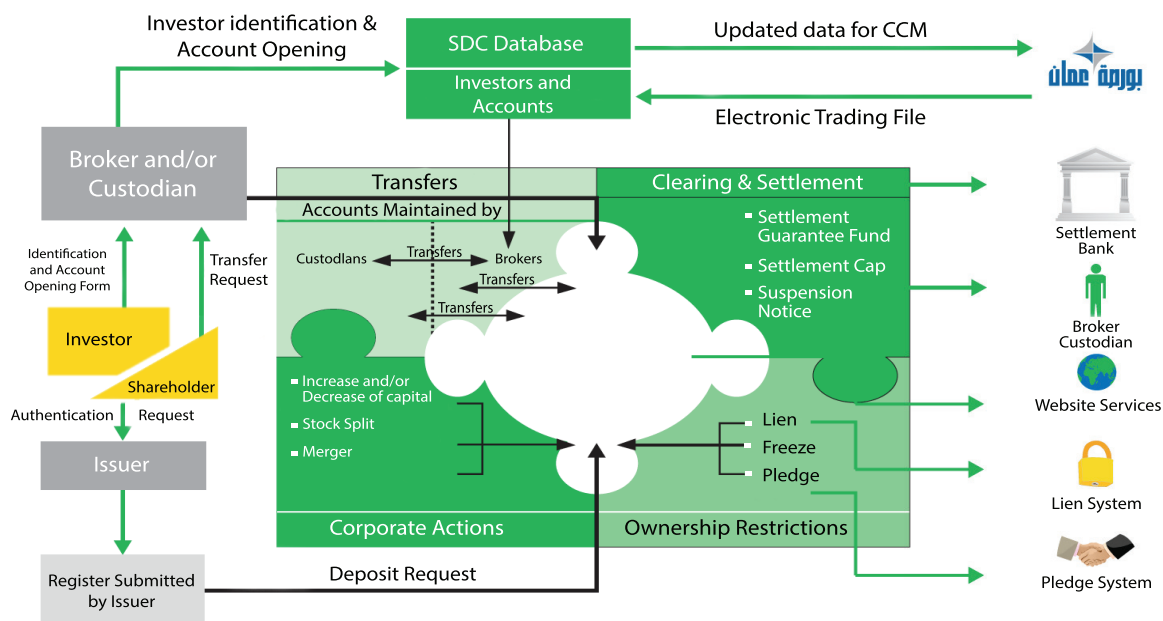 Investor identification &
Account Opening
SDC Database
Investors and
Accounts
Updated data for CCM
Electronic Trading File
بورصة عمان
Broker and/or
Custodian
Identification
and Account
Opening Form
Transfer
Request
Investor
Shareholder
Authentication
Request
Issuer
Register Submitted
by Issuer
Transfers
Accounts Maintained by
Custodlans
Transfers
Brokers
Transfers
Transfers
Clearing & Settlement
Settlement
Guarantee Fund
Settlement Cap
Suspension
Notice
Increase and/or
Decrease of capital
Stock Split
Merger
Lien
Freeze
Pledge
Corporate Actions
Ownership Restrictions
Deposit Request
Settlement
Bank
Broker
Custodian
Website Services
Lien System
Pledge System